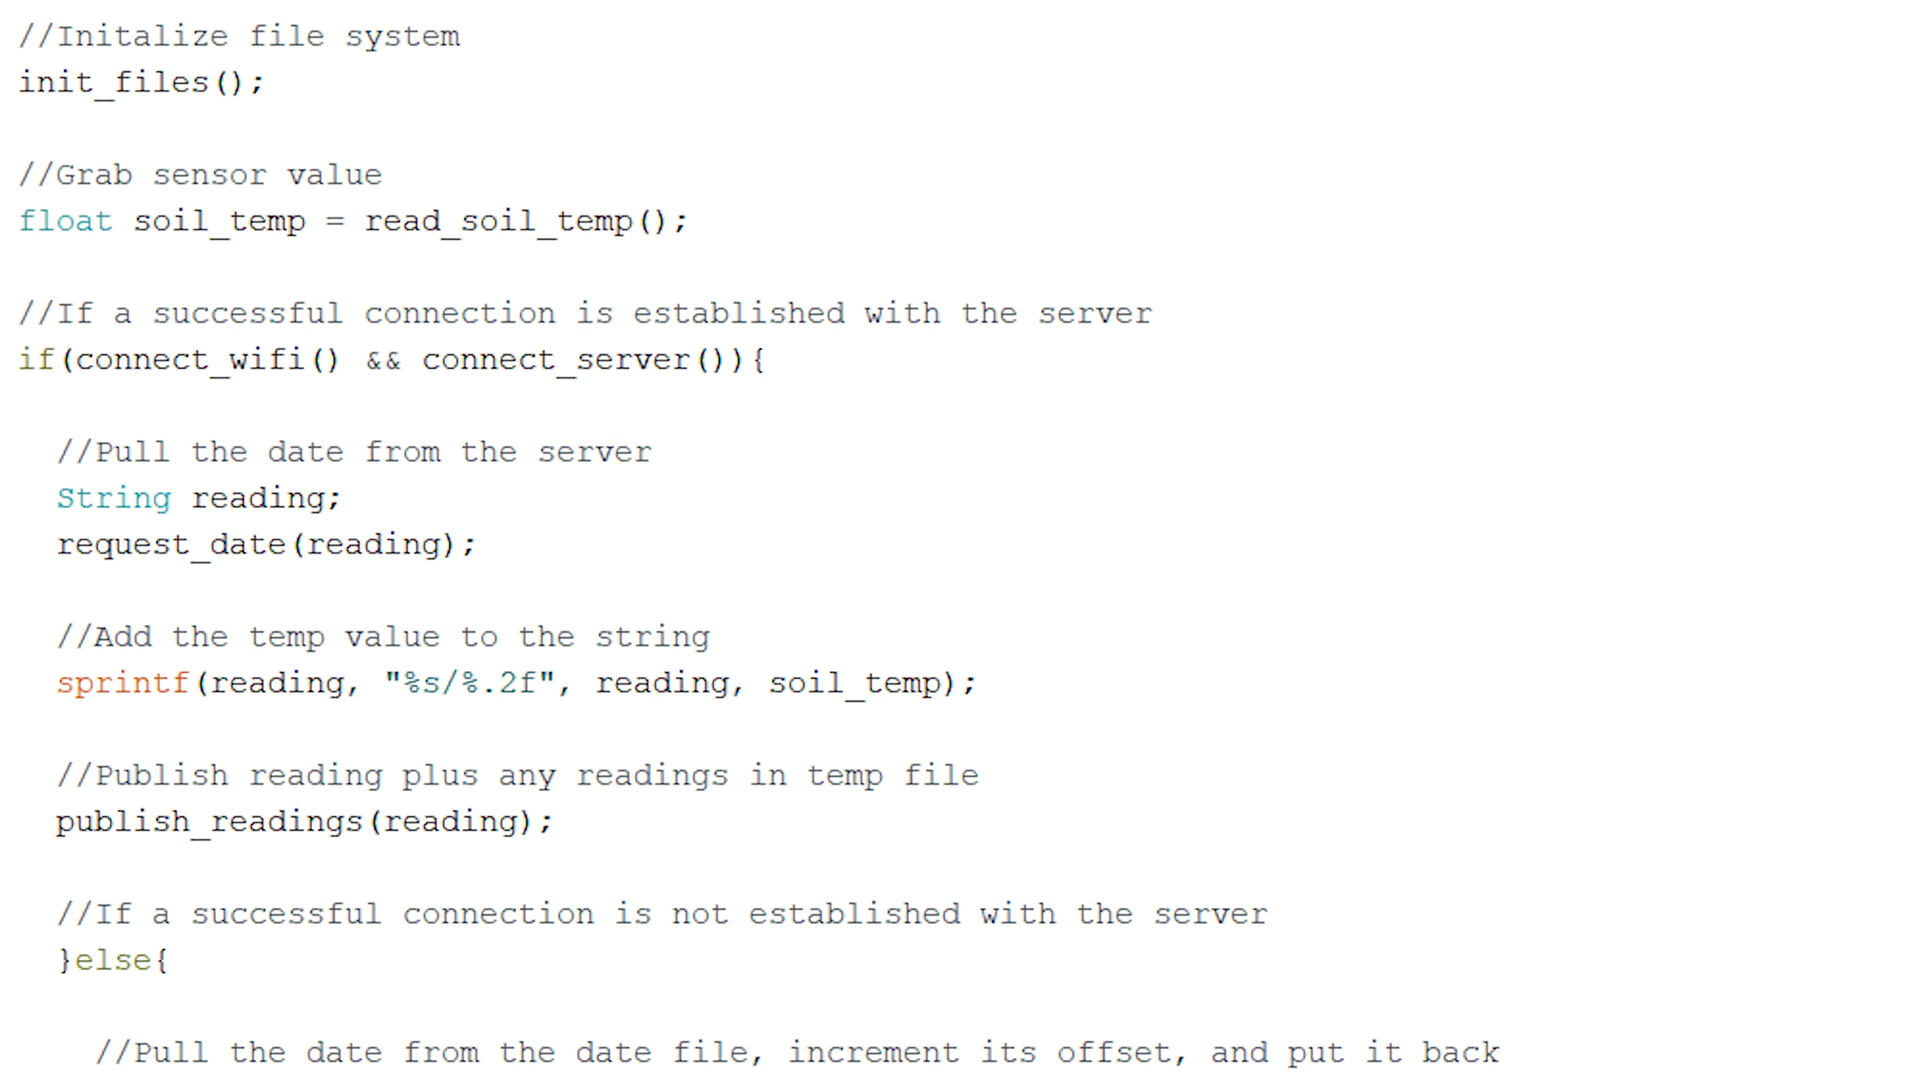 //Initalize file system
init_files();
//Grab sensor value
float soil_temp = read_soil_temp();
//If a successful connection is established with the server
if(connect_wifi() && connect_server()){
//Pull the date from the server
String reading;
request_date(reading);
//Add the temp value to the string
sprintf(reading, "%s/%.2f", reading, soil_temp);
//Publish reading plus any readings in temp file
publish_readings(reading);
//If a successful connection is not established with the server
}else{
//Pull the date from the date file, increment its offset, and put it back